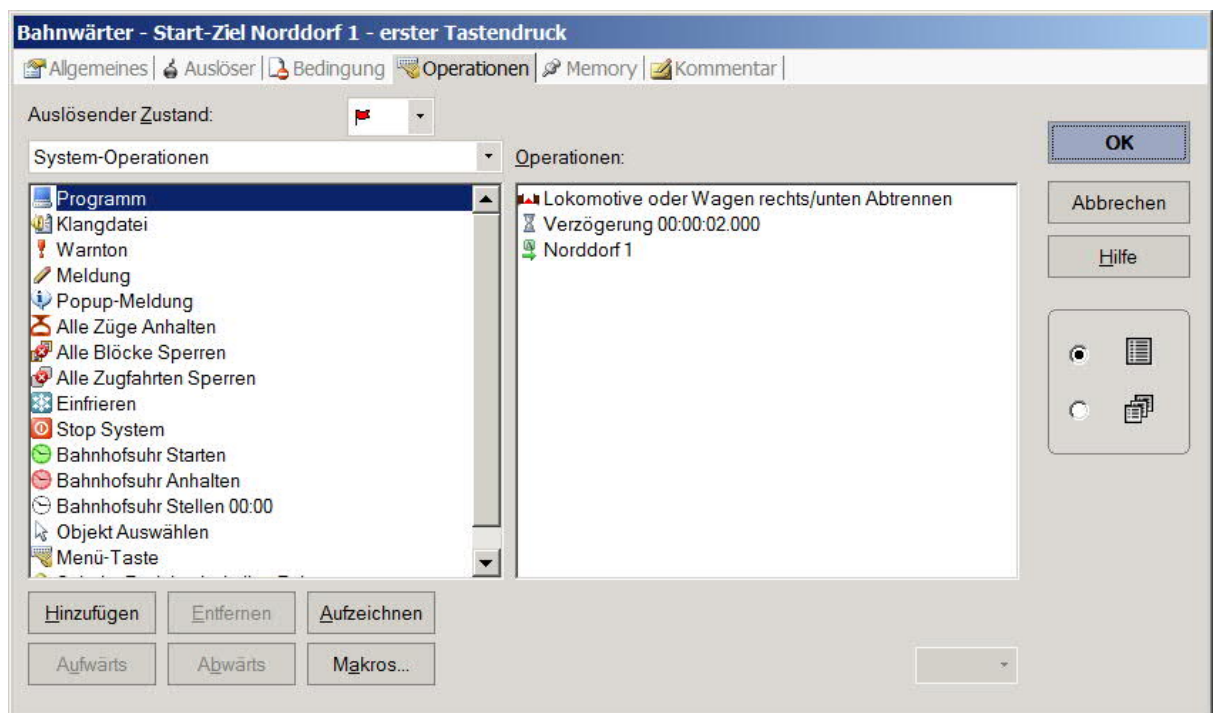 Bahnwärter - Start-Ziel Norddorf 1 - erster Tastendruck
Allgemeines Auslöser Bedingung Operationen Memory Kommentar
Auslösender Zustand:
System-Operationen
Operationen:
Programm
Klangdatei
Warnton
Meldung
Popup-Meldung
Alle Züge Anhalten
Alle Blöcke Sperren
Alle Zugfahrten Sperren
Einfrieren
Stop System
Bahnhofsuhr Starten
Bahnhofsuhr Anhalten
Bahnhofsuhr Stellen 00:00
Objekt Auswählen
Menü-Taste
Lokomotive oder Wagen rechts/unten Abtrennen
Verzögerung 00:00:02.000
Norddorf 1
OK
Abbrechen
Hilfe
Hinzufügen Entfernen Aufzeichnen
Aufwärts Abwärts Makros...